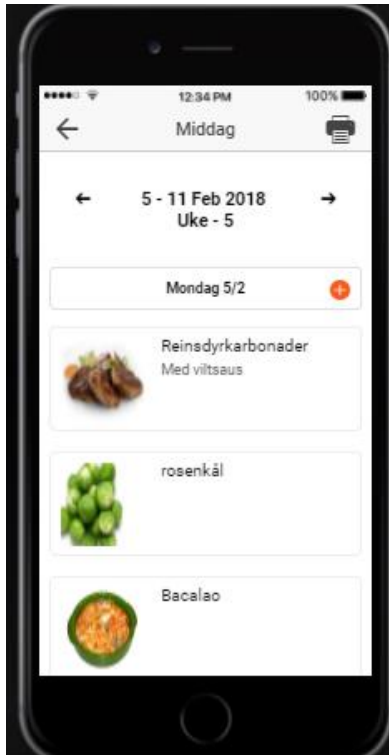 12:34 PM
100%
Middag
5 - 11 Feb 2018
Uke - 5
Mondag 5/2
Reinsdyrkarbonader
Med viltsaus
rosenkål
Bacalao